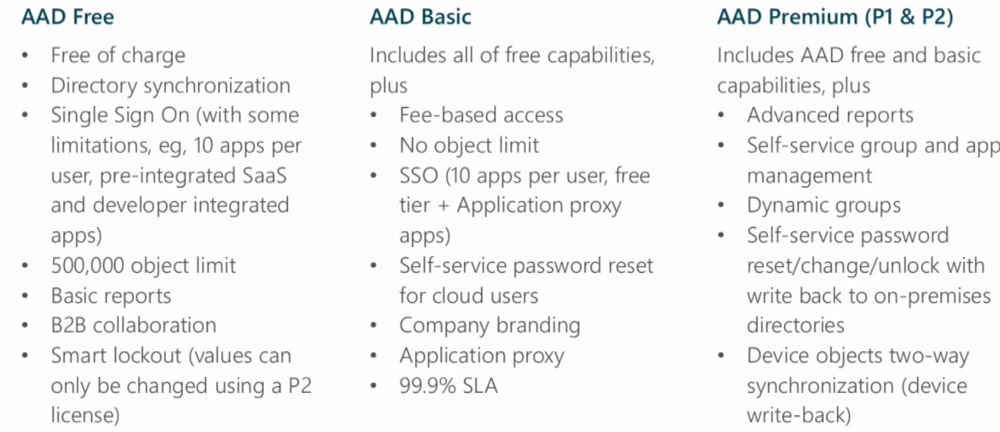 AAD Free
• Free of charge
• Directory synchronization
• Single Sign On (with some
limitations, eg, 10 apps per
user, pre-integrated SaaS
and developer integrated
apps)
• 500,000 object limit
• Basic reports
• B2B collaboration
• Smart lockout (values can
only be changed using a P2
license)
AAD Basic
Includes all of free capabilities,
plus
• Fee-based access
• No object limit
• SSO (10 apps per user, free
tier + Application proxy
apps)
• Self-service password reset
for cloud users
• Company branding
• Application proxy
• 99.9% SLA
AAD Premium (P1 & P2)
Includes AAD free and basic
capabilities, plus
• Advanced reports
• Self-service group and app
management
• Dynamic groups
• Self-service password
reset/change/unlock with
write back to on-premises
directories
• Device objects two-way
synchronization (device
write-back)